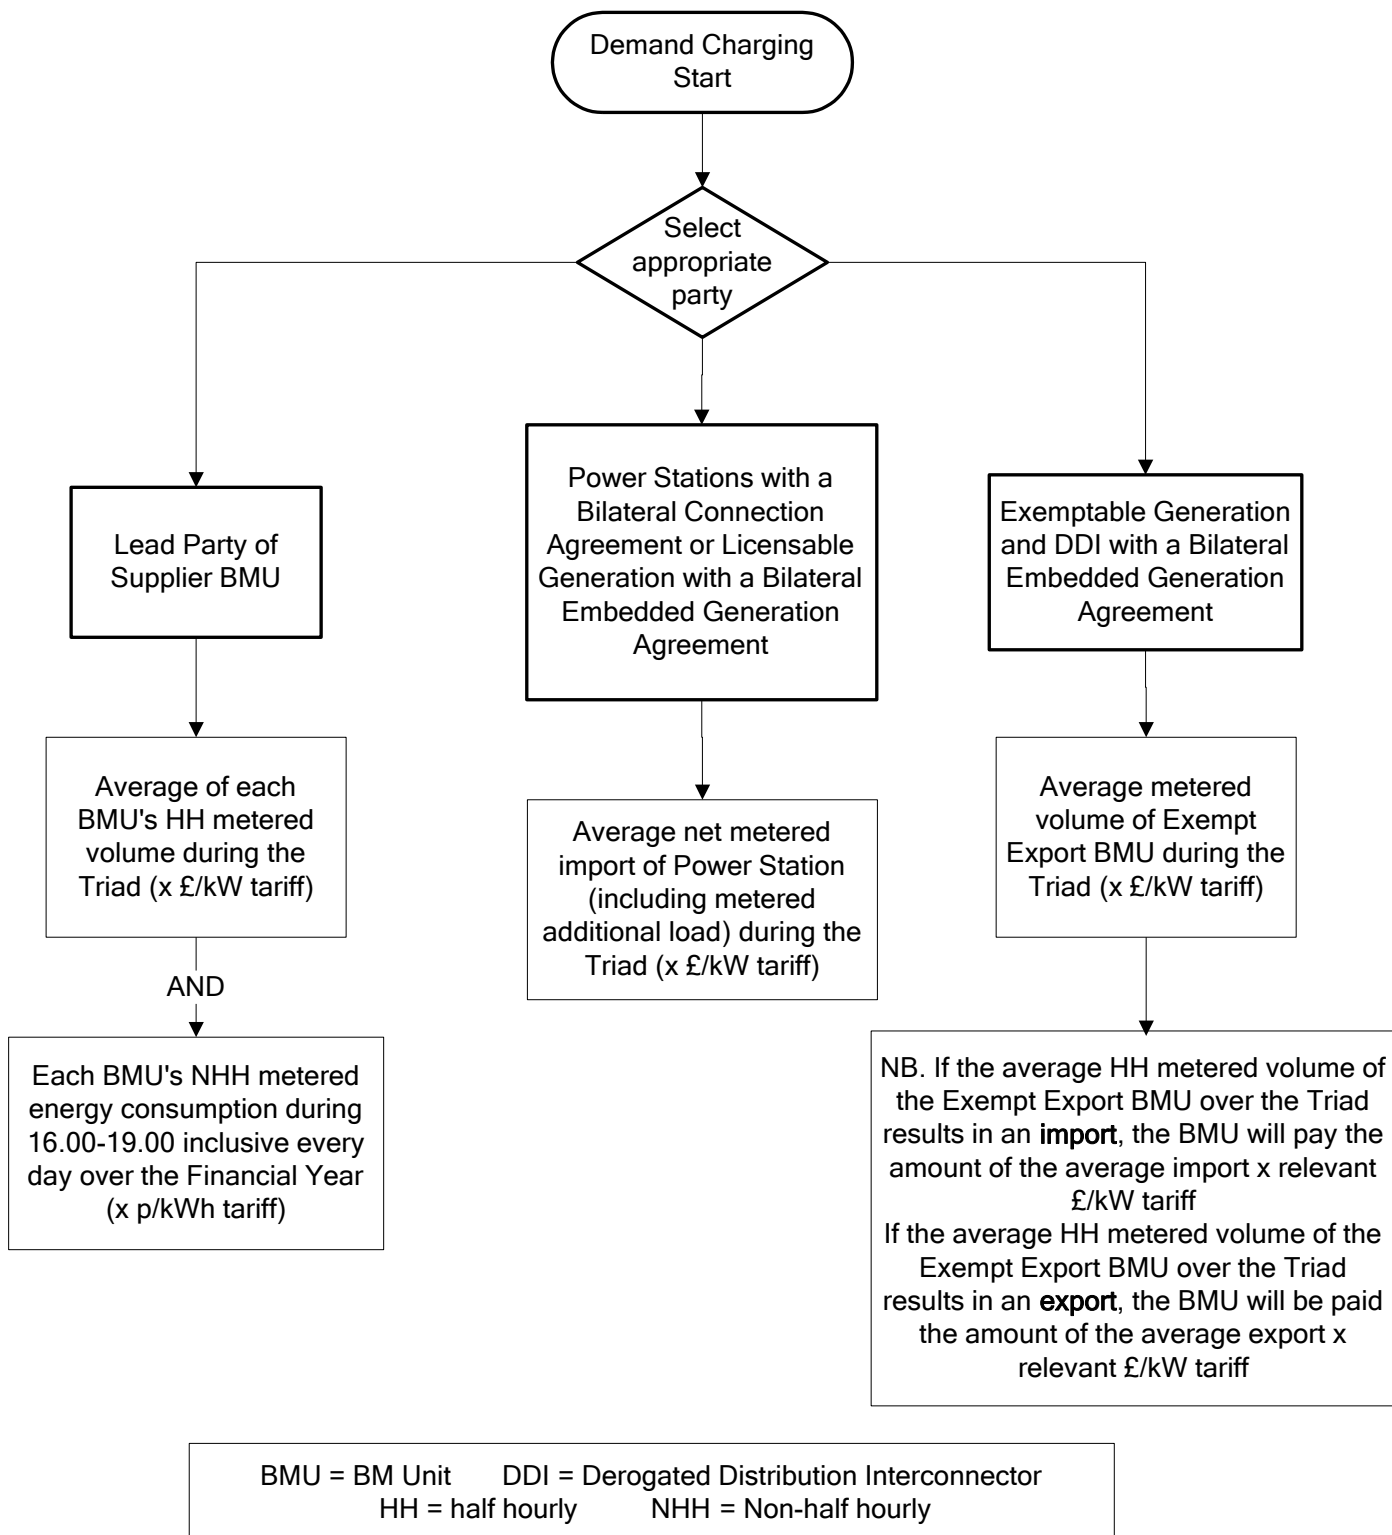 Demand Charging
Start
Select
appropriate
party
Lead Party of
Supplier BMU
Power Stations with a
Bilateral Connection
Agreement or Licensable
Generation with a Bilateral
Embedded Generation
Agreement
Exemptable Generation
and DDI with a Bilateral
Embedded Generation
Agreement
Average of each
BMU's HH metered
volume during the
Triad (x £/kW tariff)
AND
Each BMU's NHH metered
energy consumption during
16.00-19.00 inclusive every
day over the Financial Year
(x p/kWh tariff)
Average net metered
import of Power Station
(including metered
additional load) during the
Triad (x £/kW tariff)
Average metered
volume of Exempt
Export BMU during the
Triad (x £/kW tariff)
NB. If the average HH metered volume of
the Exempt Export BMU over the Triad
results in an import, the BMU will pay the
amount of the average import x relevant
£/kW tariff
If the average HH metered volume of the
Exempt Export BMU over the Triad
results in an export, the BMU will be paid
the amount of the average export x
relevant £/kW tariff
BMU = BM Unit DDI = Derogated Distribution Interconnector
HH = half hourly NHH = Non-half hourly